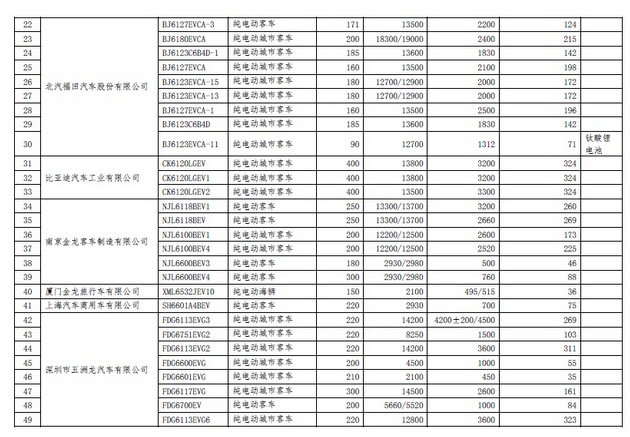 22 BJ6127EVCA-3 纯电动客车 171 13500 2200 124
23 BJ6180EVCA 纯电动城市客车 200 18300/19000 2400 215
24 BJ6123C6B4D-1 纯电动城市客车 185 13600 1830 142
25 BJ6127EVCA 纯电动城市客车 160 13500 2100 198
26 北汽福田汽车股份有限公司 BJ6123EVCA-15 纯电动城市客车 180 12700/12900 2000 172
27 BJ6123EVCA-13 纯电动城市客车 180 12700/12900 2000 172
28 BJ6127EVCA-1 纯电动城市客车 160 13500 2500 196
29 BJ6123C6B4D 纯电动城市客车 185 13600 1830 142
30 BJ6123EVCA-11 纯电动城市客车 90 12700 1312 71 钛酸锂
电池
31 CK6120LGEV 纯电动城市客车 400 13800 3200 324
32 比亚迪汽车工业有限公司 CK6120LGEV1 纯电动城市客车 400 13800 3200 324
33 CK6120LGEV2 纯电动城市客车 400 13500 3300 324
34 NJL6118BEV1 纯电动客车 250 13300/13700 3200 260
35 NJL6118BEV 纯电动客车 250 13300/13700 2660 269
36 南京金龙客车制造有限公司 NJL6100BEV1 纯电动城市客车 200 12200/12500 2600 173
37 NJL6100BEV4 纯电动城市客车 200 12200/12500 2520 225
38 NJL6600BEV3 纯电动城市客车 180 2930/2980 500 46
39 NJL6600BEV4 纯电动城市客车 300 2930/2980 760 88
40 厦门金龙旅行车有限公司 XML6532JEV10 纯电动海狮 150 2100 495/515 36
41 上海汽车商用车有限公司 SH6601A4BEV 纯电动客车 220 2930 700 75
42 FDG6113EVG3 纯电动城市客车 220 14200 4200±200/4500 269
43 FDG6751EVG2 纯电动城市客车 220 8250 1500 103
44 FDG6113EVG2 纯电动城市客车 220 14200 3600 311
45 深圳市五洲龙汽车有限公司 FDG6600EVG 纯电动城市客车 200 4500 1000 55
46 FDG6601EVG 纯电动城市客车 210 2100 450 35
47 FDG6117EVG 纯电动城市客车 300 14500 2600 161
48 FDG6700EV 纯电动客车 200 5660/5520 1000 84
49 FDG6113EVG6 纯电动城市客车 220 12800 3600 323